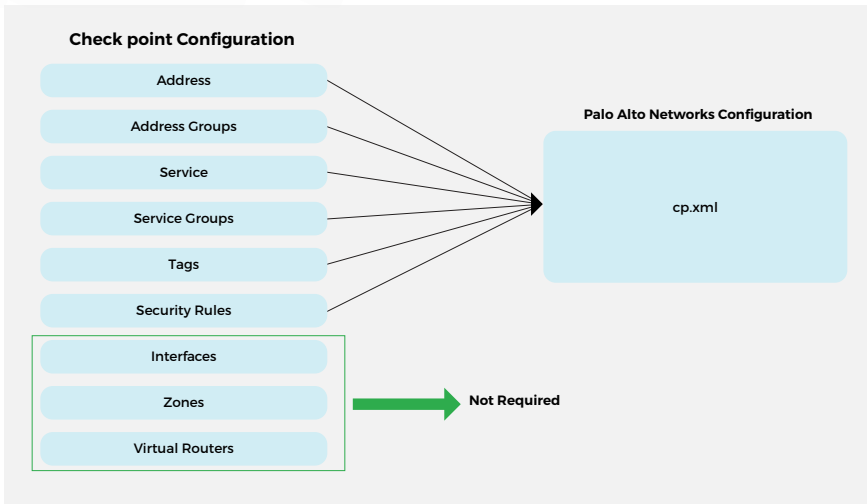 Check point Configuration
Address
Address Groups
Service
Service Groups
Tags
Security Rules
Interfaces
Zones
Virtual Routers
Not Required
Palo Alto Networks Configuration
cp.xml